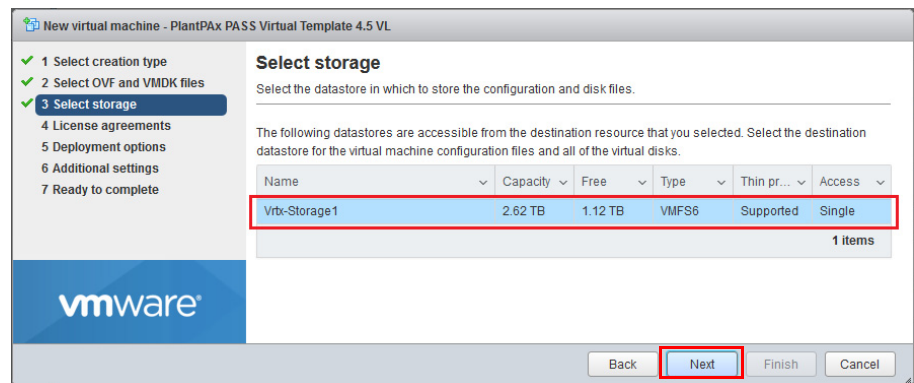 New virtual machine - PlantPAx PASS Virtual Template 4.5 VL
1 Select creation type
2 Select OVF and VMDK files
3 Select storage
4 License agreements
5 Deployment options
6 Additional settings
7 Ready to complete
vmware®
Select storage
Select the datastore in which to store the configuration and disk files.
The following datastores are accessible from the destination resource that you selected. Select the destination
datastore for the virtual machine configuration files and all of the virtual disks.
Name Capacity Free Type Thin pr... Access
Vrtx-Storage1 2.62 TB 1.12 TB VMFS6 Supported Single
1 items
Back Next Finish Cancel